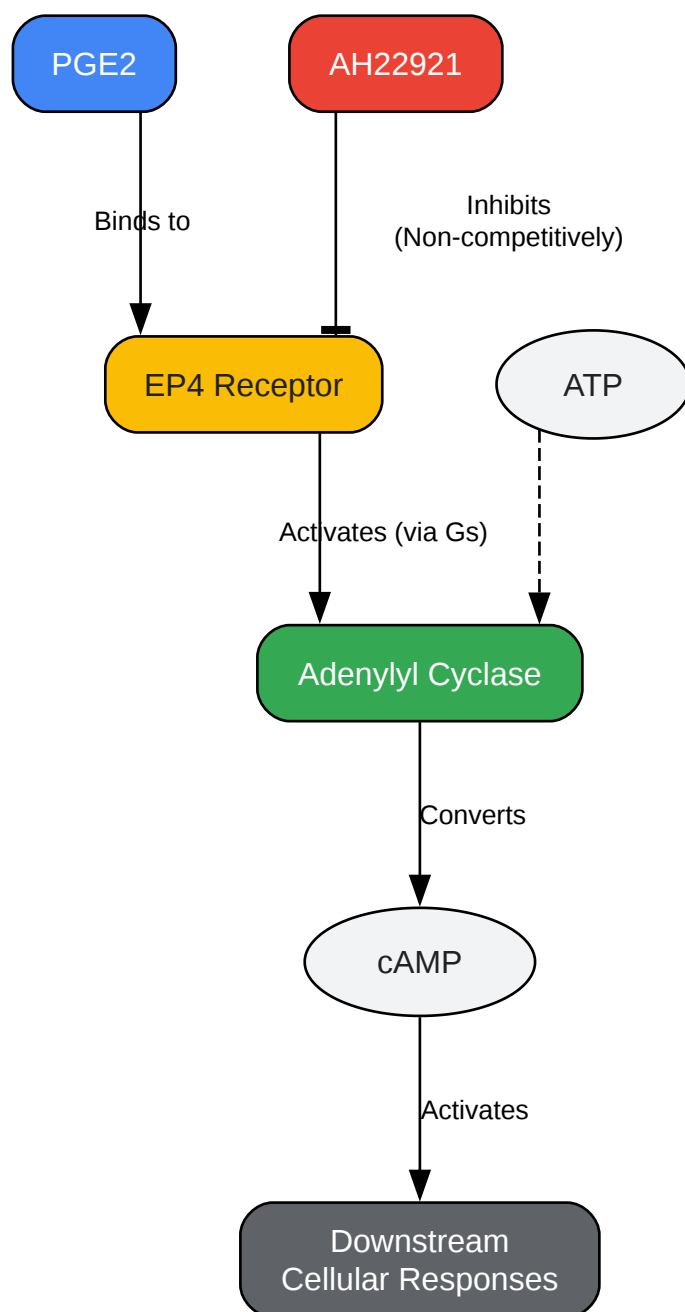 PGE2
AH22921
Binds to
Inhibits
(Non-competitively)
EP4 Receptor
ATP
Activates (via Gs)
Adenylyl Cyclase
Converts
cAMP
Activates
Downstream
Cellular Responses